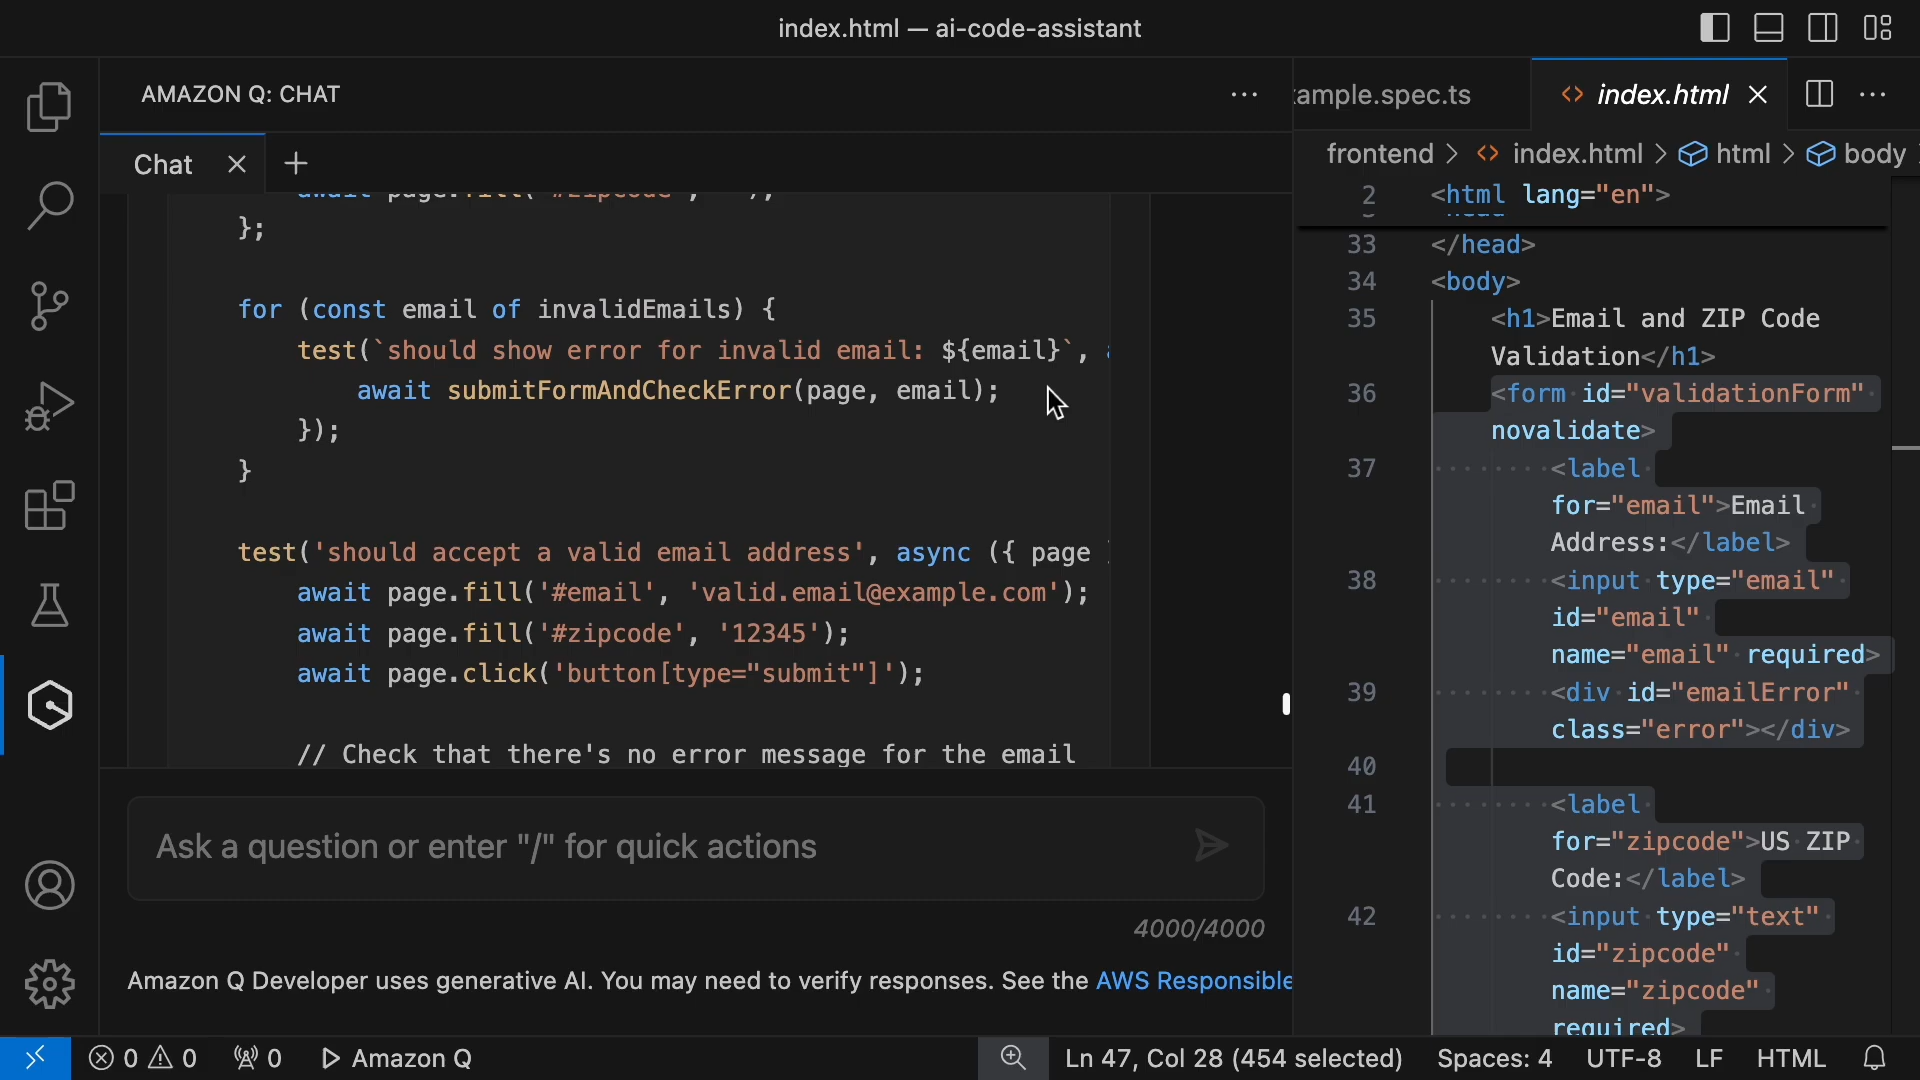 index.html — ai-code-assistant
AMAZON Q: CHAT
Chat
};
for (const email of invalidEmails) {
test(`should show error for invalid email: ${email}`,
await submitFormAndCheckError(page, email);
});
}
test('should accept a valid email address', async ({ page
await page.fill('#email', 'valid.email@example.com');
await page.fill('#zipcode', '12345');
await page.click('button[type="submit"]');
// Check that there's no error message for the email
Ask a question or enter "/" for quick actions
4000/4000
Amazon Q Developer uses generative AI. You may need to verify responses. See the AWS Responsible
ample.spec.ts
index.html
frontend > index.html > html > body
2 <html lang="en">
33 </head>
34 <body>
35 <h1>Email and ZIP Code
Validation</h1>
36 <form id="validationForm"
novalidate>
37 <label
for="email">Email
Address:</label>
38 <input type="email"
id="email"
name="email" required>
39 <div id="emailError"
class="error"></div>
40
41 <label
for="zipcode">US ZIP
Code:</label>
42 <input type="text"
id="zipcode"
name="zipcode"
required>
0 0 0 Amazon Q Ln 47, Col 28 (454 selected) Spaces: 4 UTF-8 LF HTML